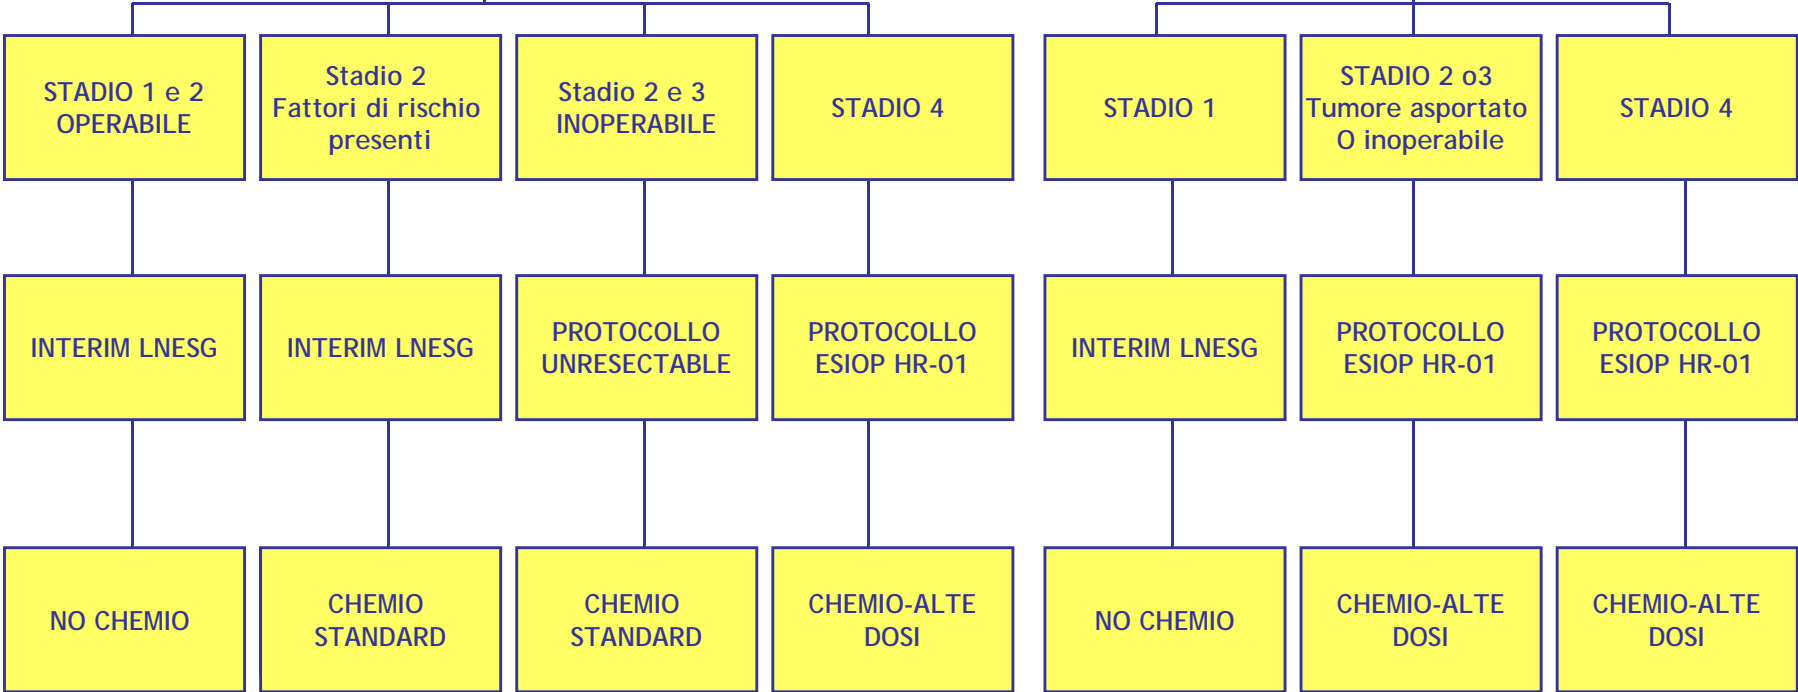 STADIO 1 e 2
OPERABILE
Stadio 2
Fattori di rischio
presenti
Stadio 2 e 3
INOPERABILE
STADIO 4
STADIO 1
STADIO 2 o3
Tumore asportato
O inoperabile
STADIO 4
INTERIM LNESG
INTERIM LNESG
PROTOCOLLO
UNRESECTABLE
PROTOCOLLO
ESIOP HR-01
INTERIM LNESG
PROTOCOLLO
ESIOP HR-01
PROTOCOLLO
ESIOP HR-01
NO CHEMIO
CHEMIO
STANDARD
CHEMIO
STANDARD
CHEMIO-ALTE
DOSI
NO CHEMIO
CHEMIO-ALTE
DOSI
CHEMIO-ALTE
DOSI